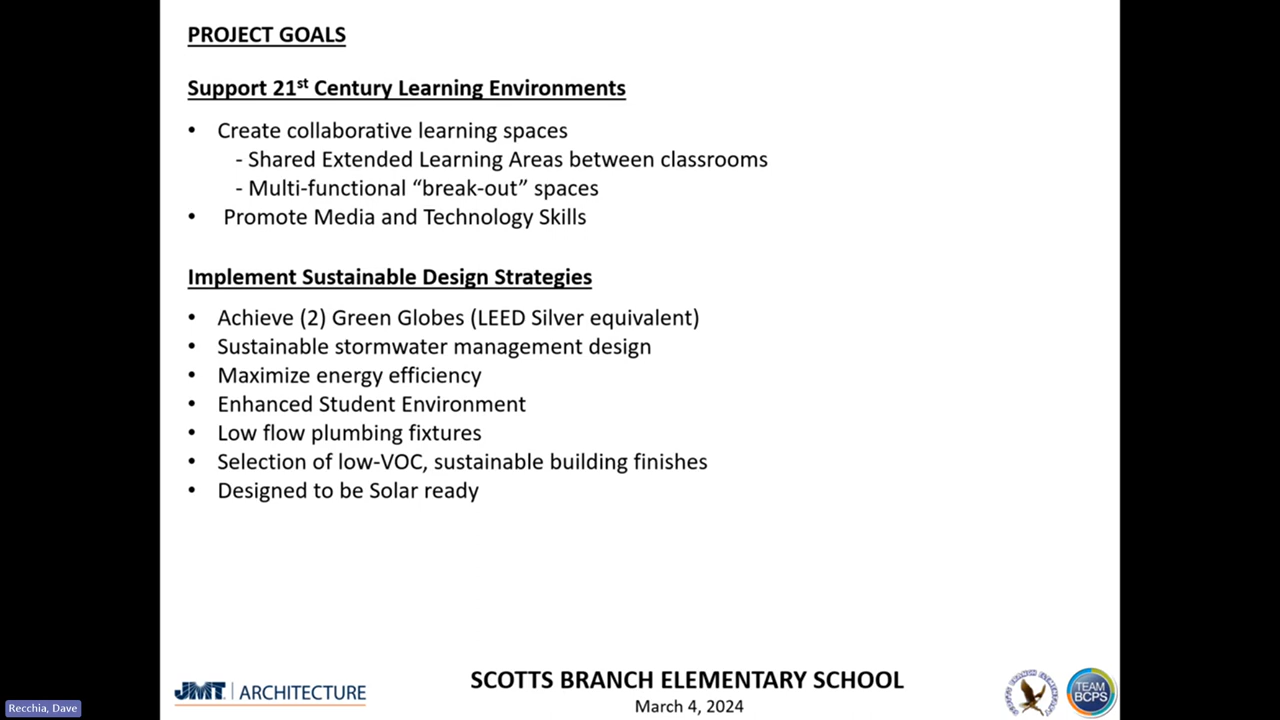 PROJECT GOALS
Support 21st Century Learning Environments
• Create collaborative learning spaces
- Shared Extended Learning Areas between classrooms
- Multi-functional “break-out” spaces
• Promote Media and Technology Skills
Implement Sustainable Design Strategies
• Achieve (2) Green Globes (LEED Silver equivalent)
• Sustainable stormwater management design
• Maximize energy efficiency
• Enhanced Student Environment
• Low flow plumbing fixtures
• Selection of low-VOC, sustainable building finishes
• Designed to be Solar ready
JMT. | ARCHITECTURE
SCOTTS BRANCH ELEMENTARY SCHOOL
March 4, 2024
SCOTTS BRANCH ELEMENTARY
TEAM
BCPS
Recchia, Dave